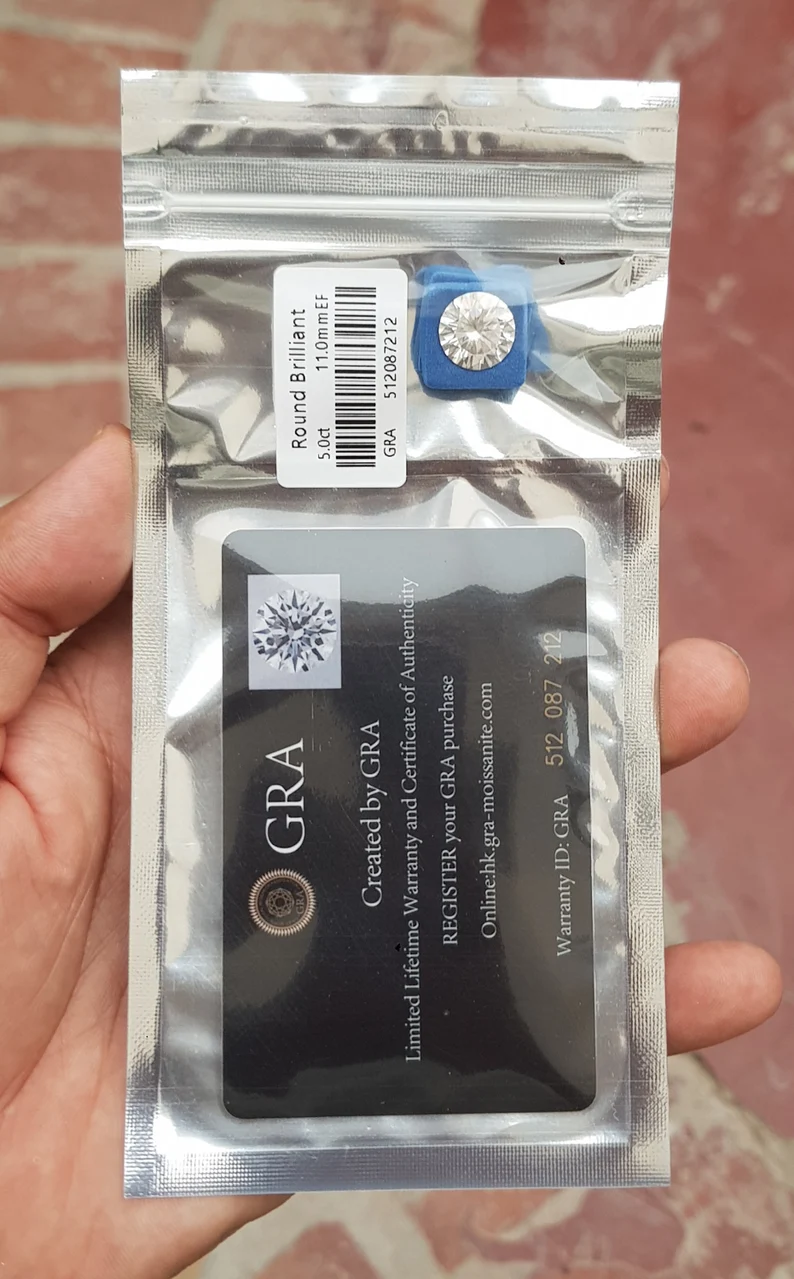 Round Brilliant
5.0ct 11.0mmEF
GRA 512087212
GRA
GRA
Created by GRA
Limited Lifetime Warranty and Certificate of Authenticity
REGISTER your GRA purchase
Online:hk.gra-moissanite.com
Warranty ID: GRA 512 087 212